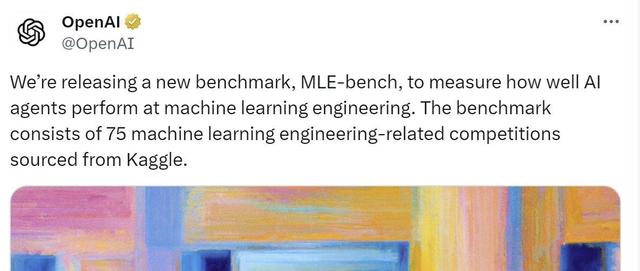 OpenAI
@OpenAI
We’re releasing a new benchmark, MLE-bench, to measure how well AI
agents perform at machine learning engineering. The benchmark
consists of 75 machine learning engineering-related competitions
sourced from Kaggle.